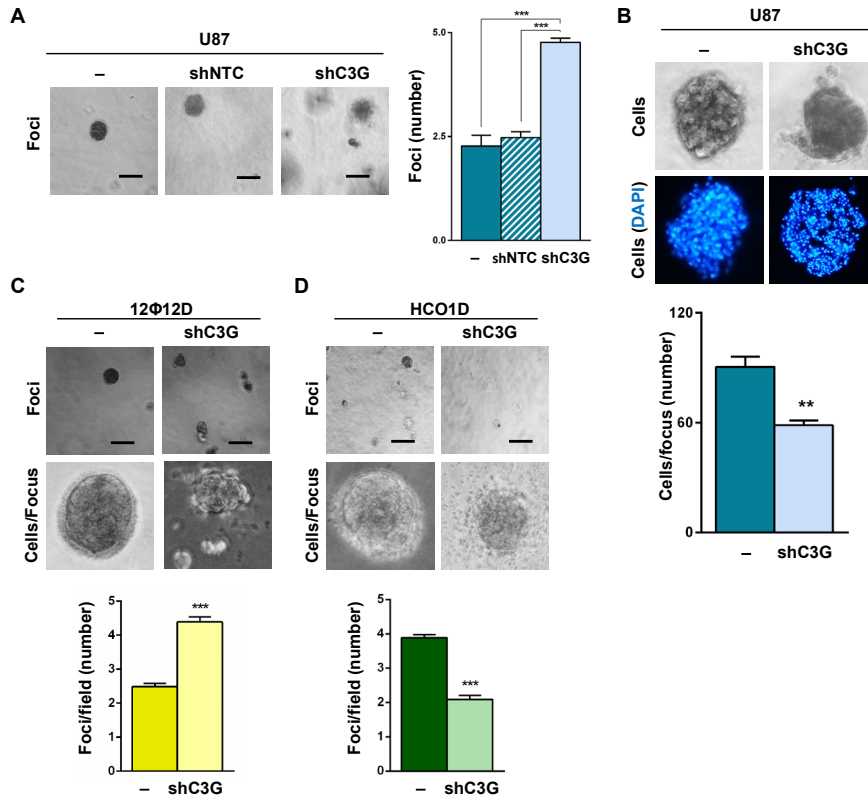 A
U87
–
shNTC
shC3G
Foci
Foci (number)
5.0
2.5
0.0
***
***
–
shNTC
shC3G
B
U87
–
shC3G
Cells
Cells (DAPI)
Cells/focus (number)
120
60
0
**
–
shC3G
C
12Φ12D
–
shC3G
Foci
Cells/Focus
Foci/field (number)
5
4
3
2
1
0
***
–
shC3G
D
HCO1D
–
shC3G
Foci
Cells/Focus
Foci/field (number)
5
4
3
2
1
0
***
–
shC3G